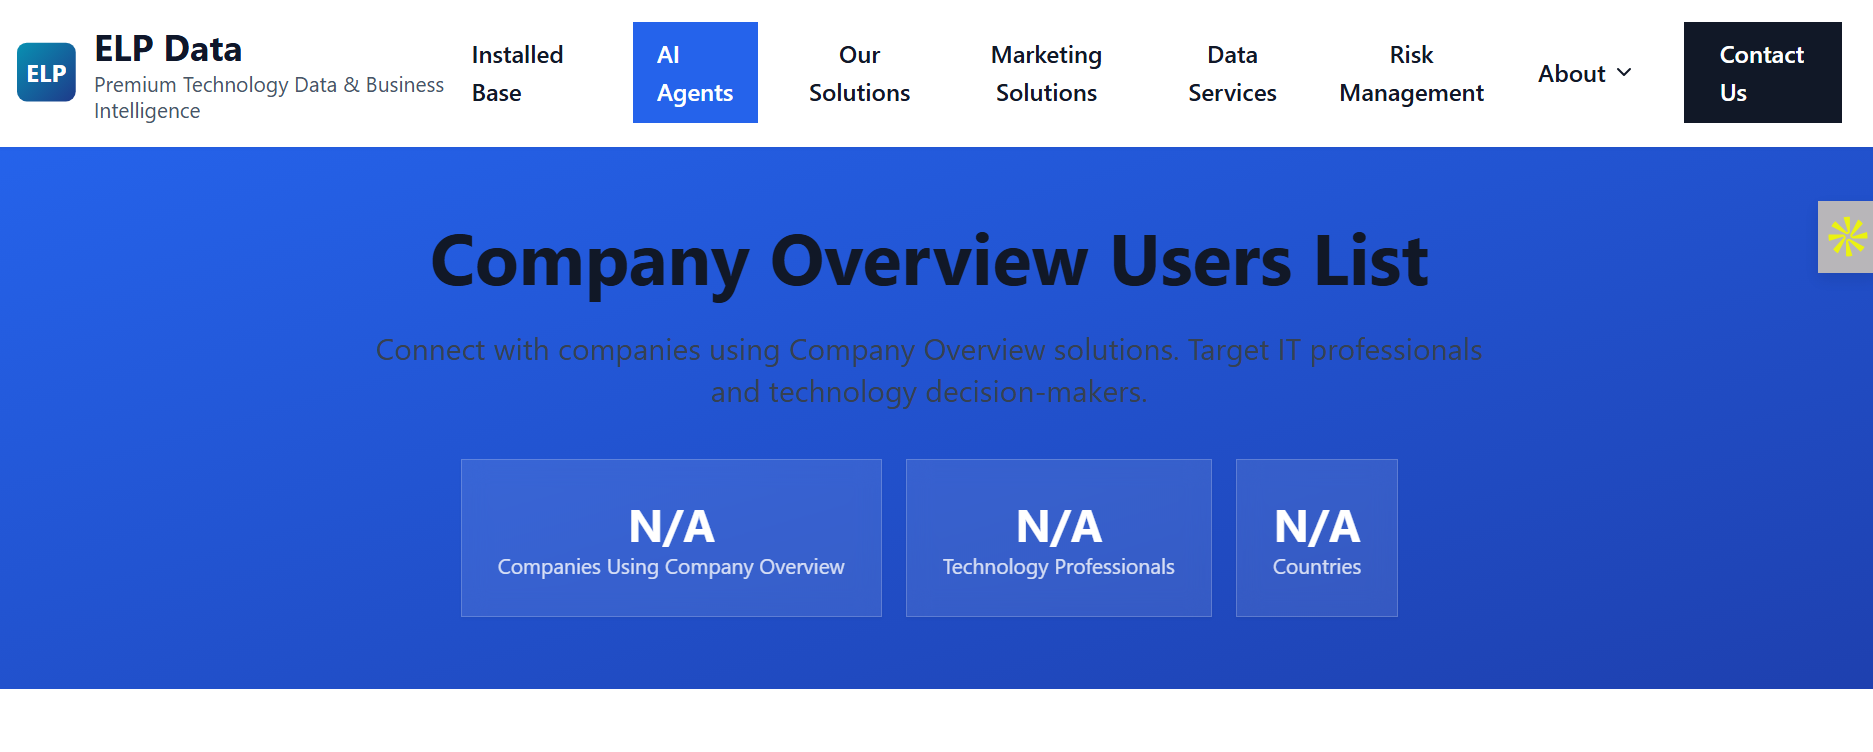 ELP
ELP Data
Premium Technology Data & Business
Intelligence
Installed
Base
AI
Agents
Our
Solutions
Marketing
Solutions
Data
Services
Risk
Management
About
Contact
Us
Company Overview Users List
Connect with companies using Company Overview solutions. Target IT professionals
and technology decision-makers.
N/A
Companies Using Company Overview
N/A
Technology Professionals
N/A
Countries